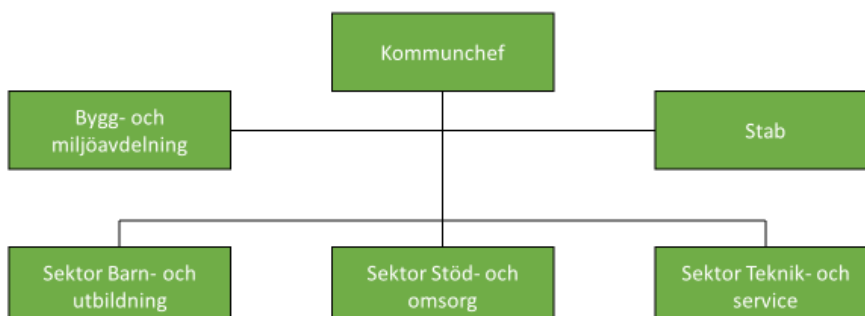 Kommunchef
Bygg- och
miljöavdelning
Stab
Sektor Barn- och
utbildning
Sektor Stöd- och
omsorg
Sektor Teknik- och
service